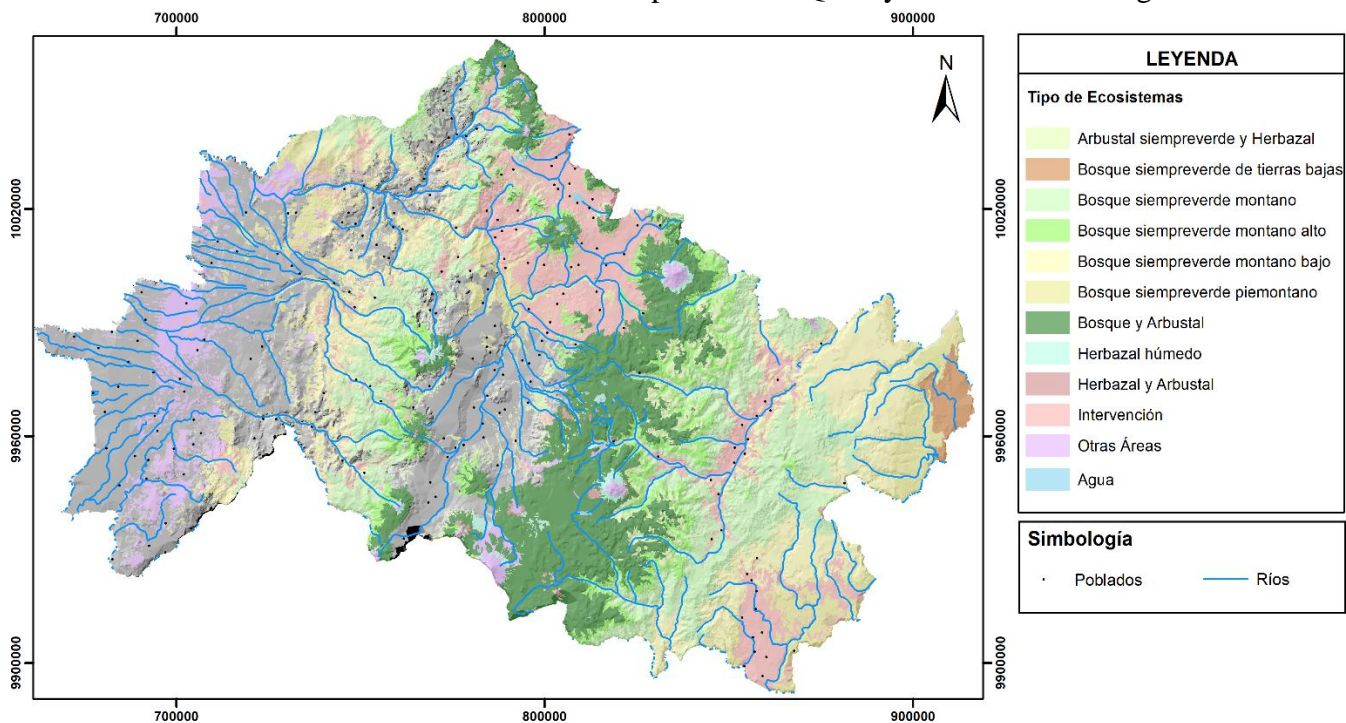 700000
800000
900000
10020000
9960000
9900000
N
10020000
9960000
9900000
700000
800000
900000
LEYENDA
Tipo de Ecosistemas
Arbustal siempreverde y Herbazal
Bosque siempreverde de tierras bajas
Bosque siempreverde montano
Bosque siempreverde montano alto
Bosque siempreverde montano bajo
Bosque siempreverde piemontano
Bosque y Arbustal
Herbazal húmedo
Herbazal y Arbustal
Intervención
Otras Áreas
Agua
Simbología
Poblados
Ríos